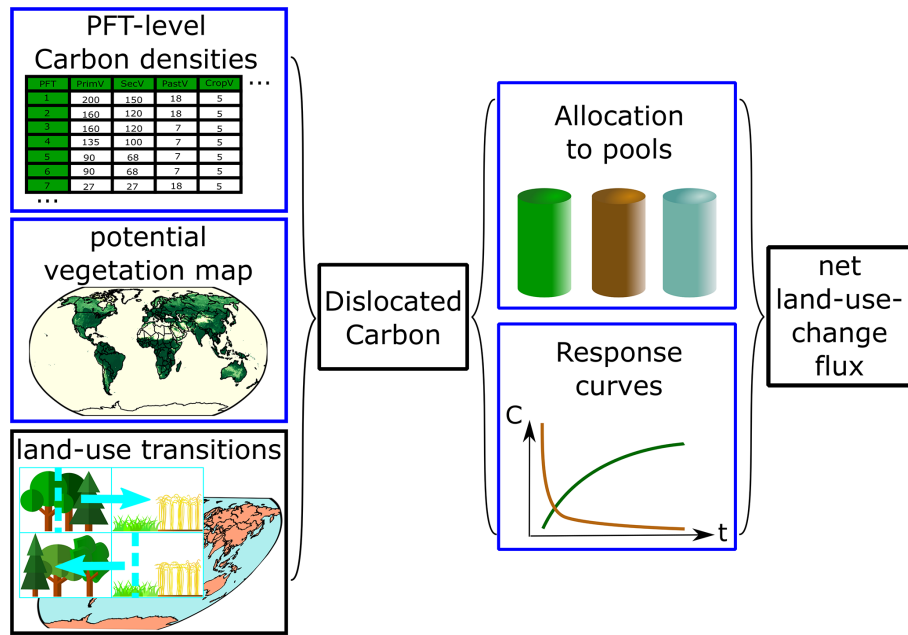 PFT-level
Carbon densities
PFT PrimV SecV PastV CropV ...
1 200 150 18 5
2 160 120 18 5
3 160 120 7 5
4 135 100 7 5
5 90 68 7 5
6 90 68 7 5
7 27 27 18 5
...
potential
vegetation map
land-use transitions
Dislocated
Carbon
Allocation
to pools
Response
curves
C
t
net
land-use-
change
flux